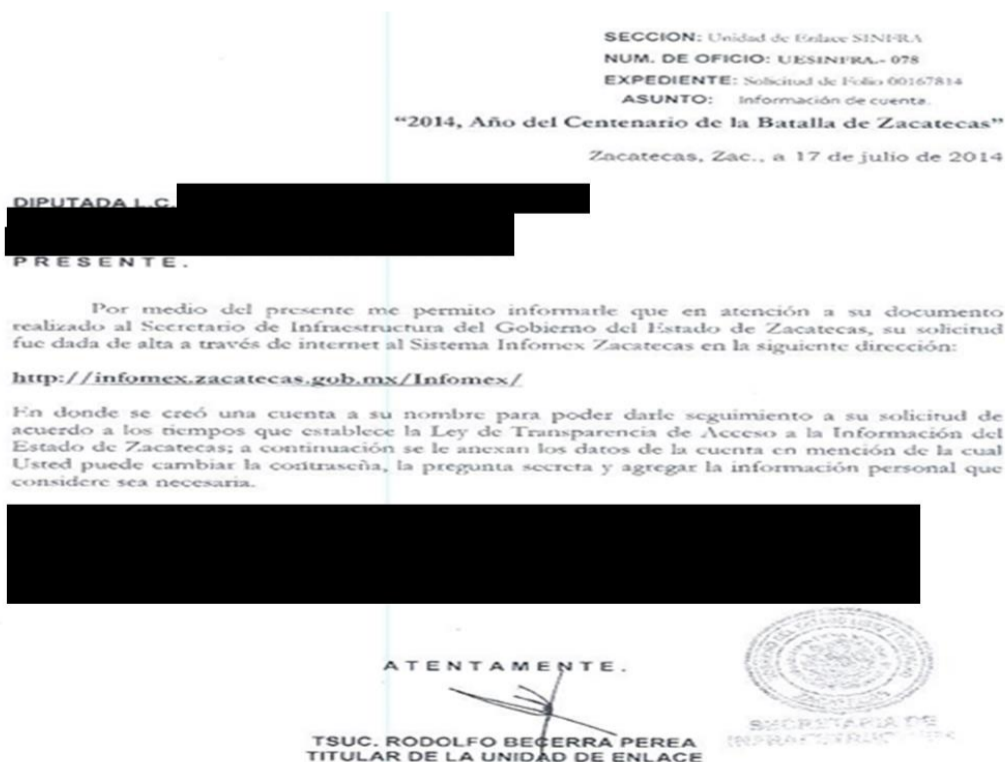 SECCION: Unidad de Enlace SINFRA
NUM. DE OFICIO: UESINFRA.- 078
EXPEDIENTE: Solicitud de Folio 00167814
ASUNTO: Información de cuenta.
“2014, Año del Centenario de la Batalla de Zacatecas”
Zacatecas, Zac., a 17 de julio de 2014
DIPUTADA L.C.
P R E S E N T E .
Por medio del presente me permito informarle que en atención a su documento
realizado al Secretario de Infraestructura del Gobierno del Estado de Zacatecas, su solicitud
fue dada de alta a través de internet al Sistema Infomex Zacatecas en la siguiente dirección:
http://infomex.zacatecas.gob.mx/Infomex/
En donde se creó una cuenta a su nombre para poder darle seguimiento a su solicitud de
acuerdo a los tiempos que establece la Ley de Transparencia de Acceso a la Información del
Estado de Zacatecas; a continuación se le anexan los datos de la cuenta en mención de la cual
Usted puede cambiar la contraseña, la pregunta secreta y agregar la información personal que
considere sea necesaria.
A T E N T A M E N T E .
ZACATECAS
SECRETARIA DE
TSUC. RODOLFO BECERRA PEREA
TITULAR DE LA UNIDAD DE ENLACE